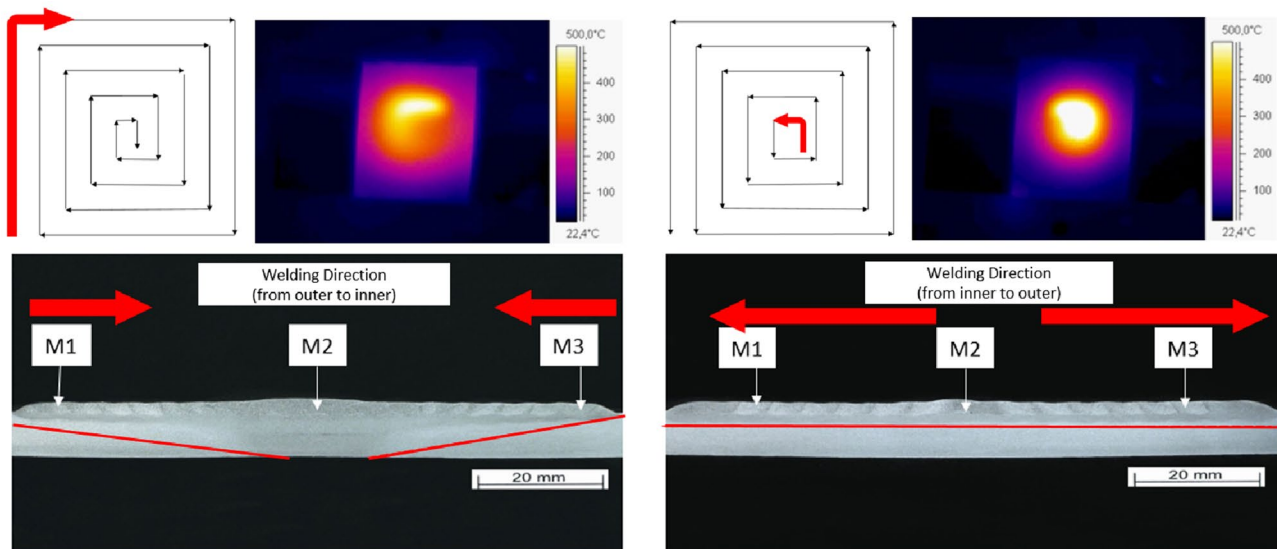 500,0°C
400
300
200
100
22,4°C
500,0°C
400
300
200
100
22,4°C
Welding Direction
(from outer to inner)
M1
M2
M3
20 mm
Welding Direction
(from inner to outer)
M1
M2
M3
20 mm